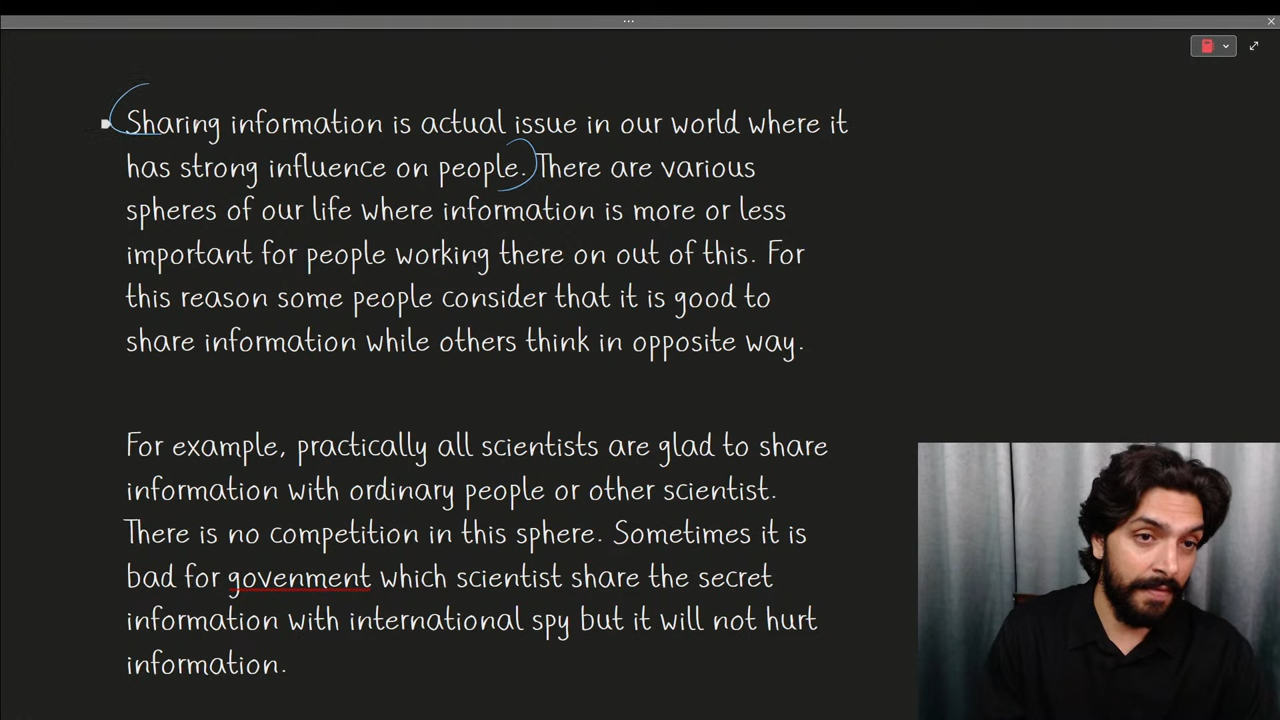 Sharing information is actual issue in our world where it
has strong influence on people. There are various
spheres of our life where information is more or less
important for people working there on out of this. For
this reason some people consider that it is good to
share information while others think in opposite way.
For example, practically all scientists are glad to share
information with ordinary people or other scientist.
There is no competition in this sphere. Sometimes it is
bad for govenment which scientist share the secret
information with international spy but it will not hurt
information.